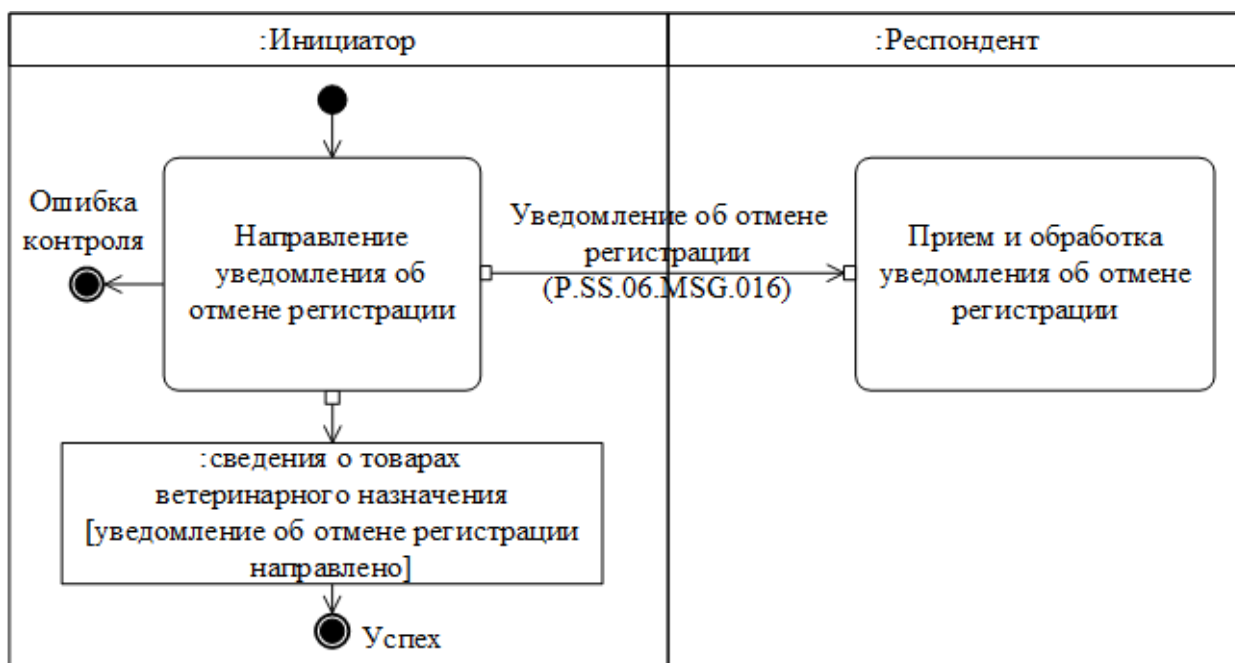 :Инициатор
:Респондент
Ошибка
контроля
Направление
уведомления об
отмене регистрации
Уведомление об отмене
регистрации
(P.SS.06.MSG.016)
Прием и обработка
уведомления об отмене
регистрации
:сведения о товарах
ветеринарного назначения
[уведомление об отмене регистрации
направлено]
Успех